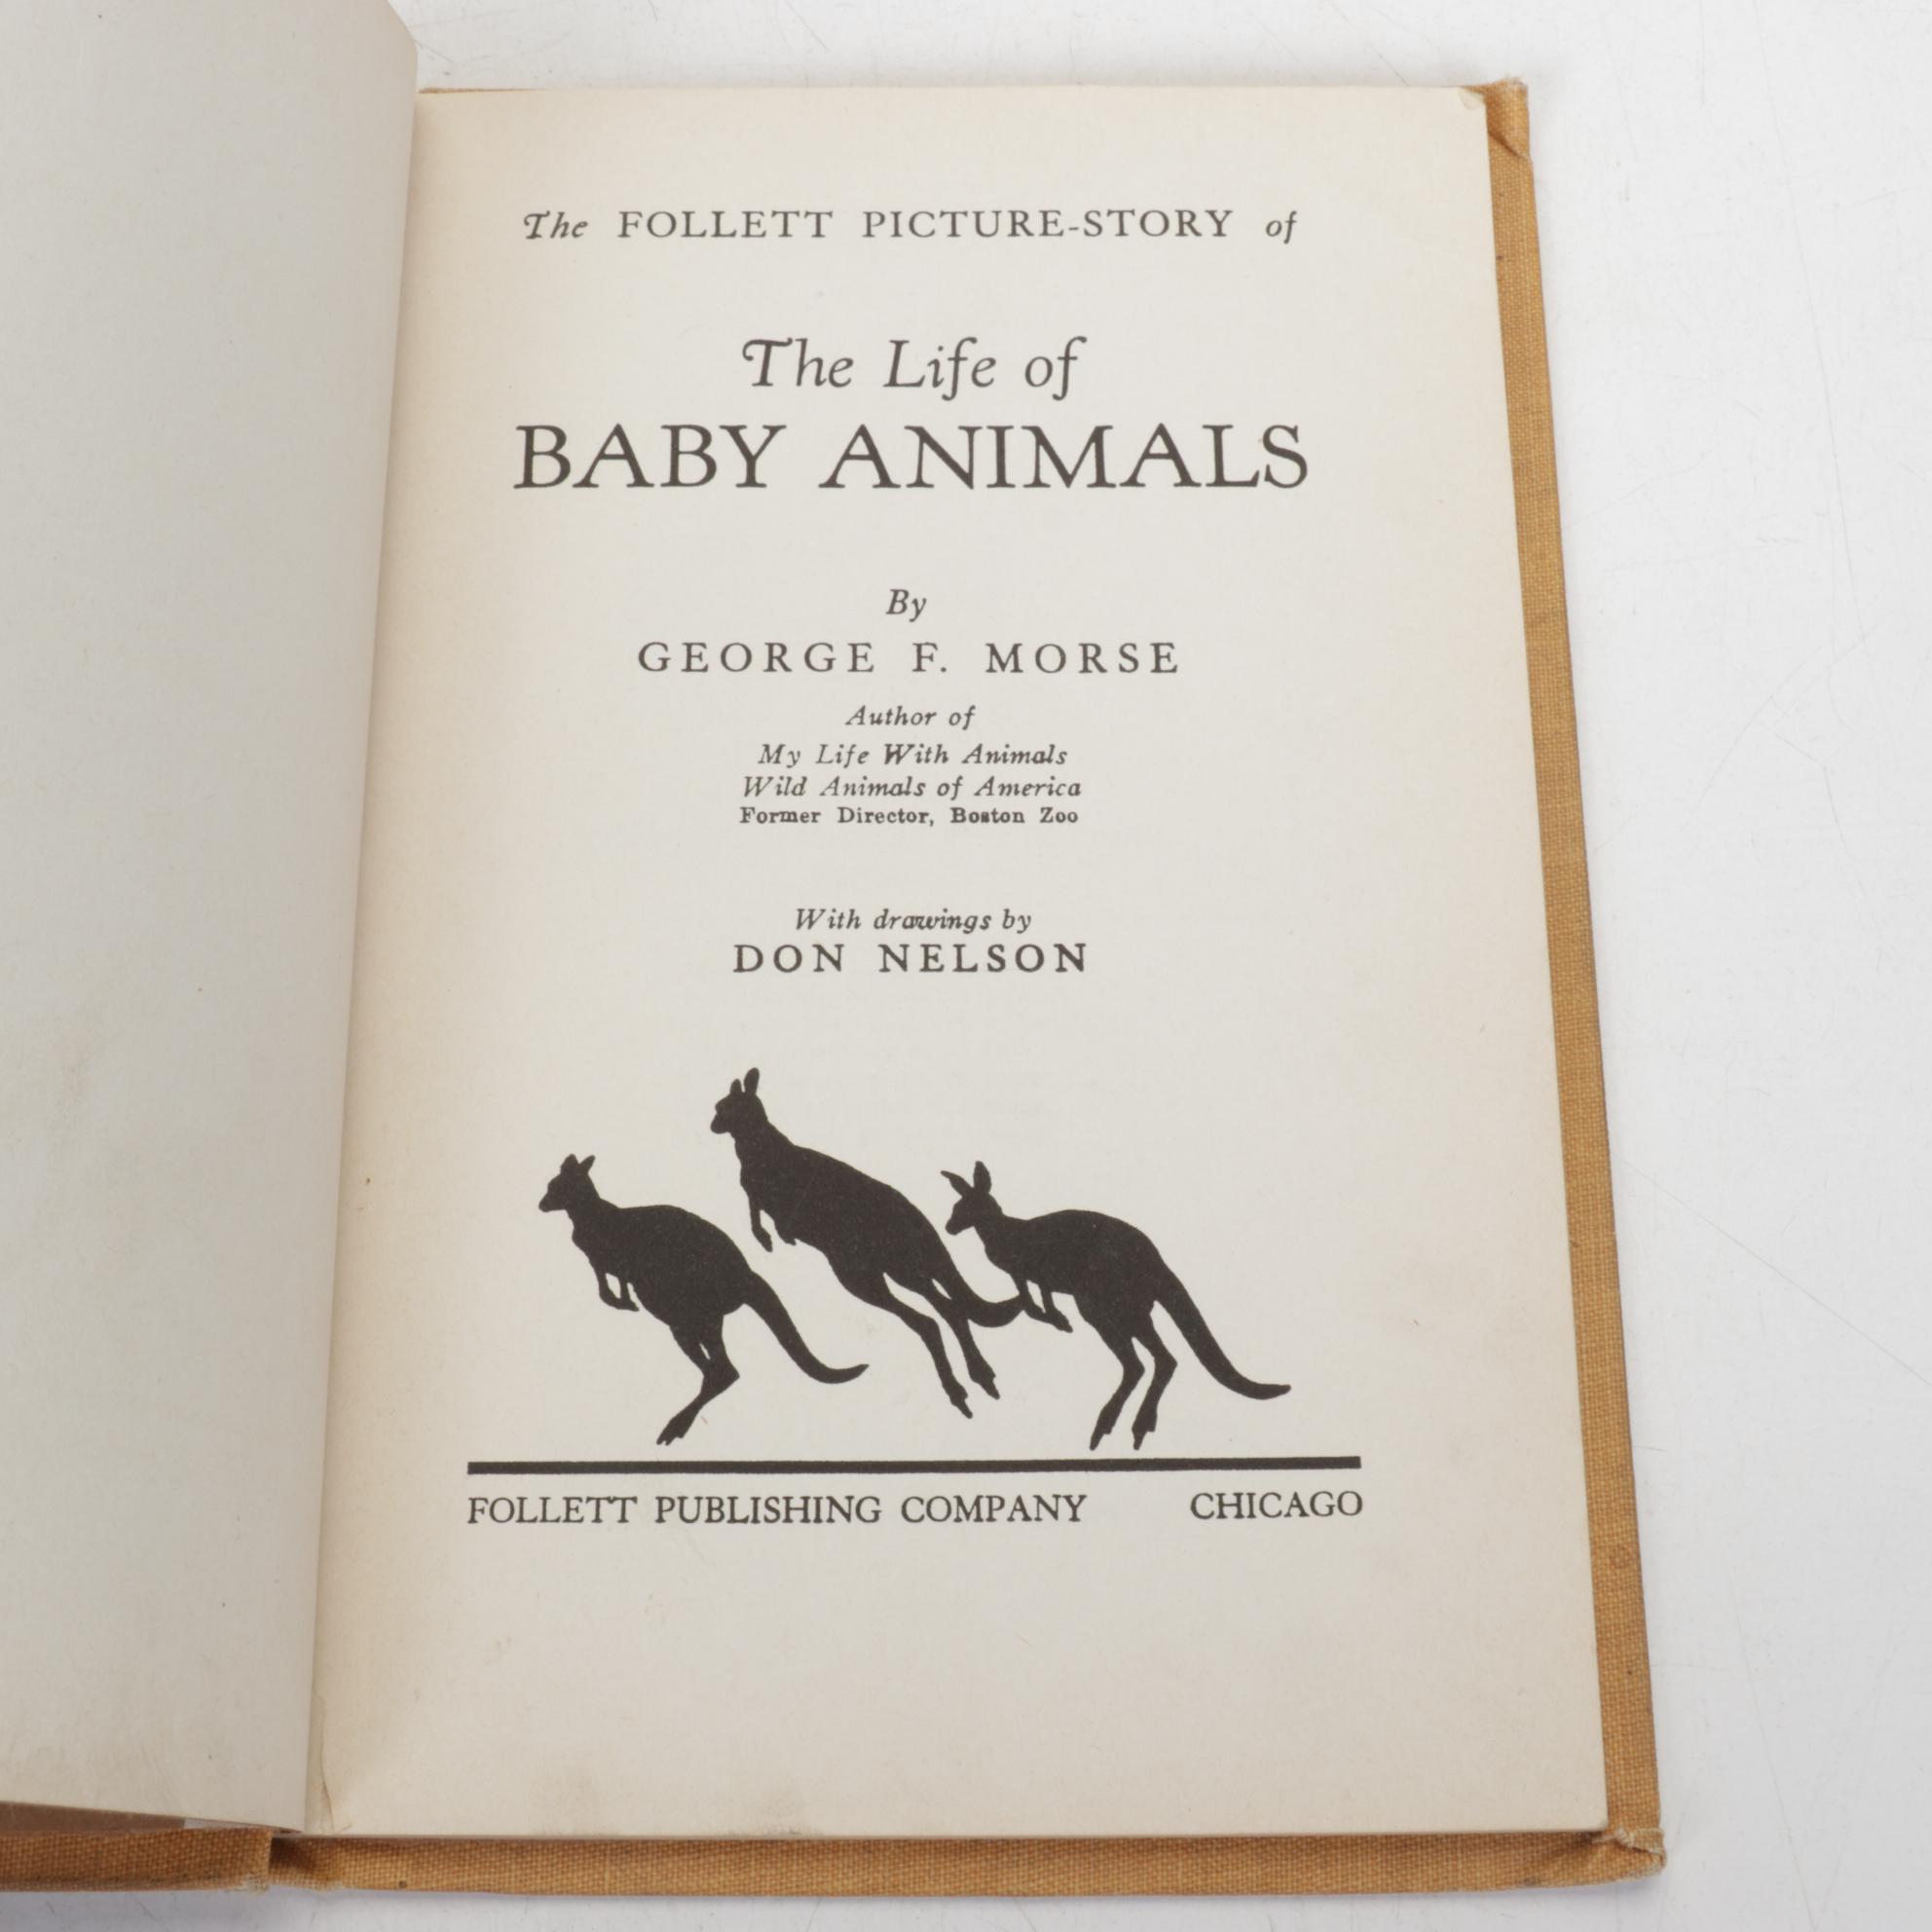 The FOLLETT PICTURE-STORY of
The Life of
BABY ANIMALS
By
GEORGE F. MORSE
Author of
My Life With Animals
Wild Animals of America
Former Director, Boston Zoo
With drawings by
DON NELSON
FOLLETT PUBLISHING COMPANY CHICAGO